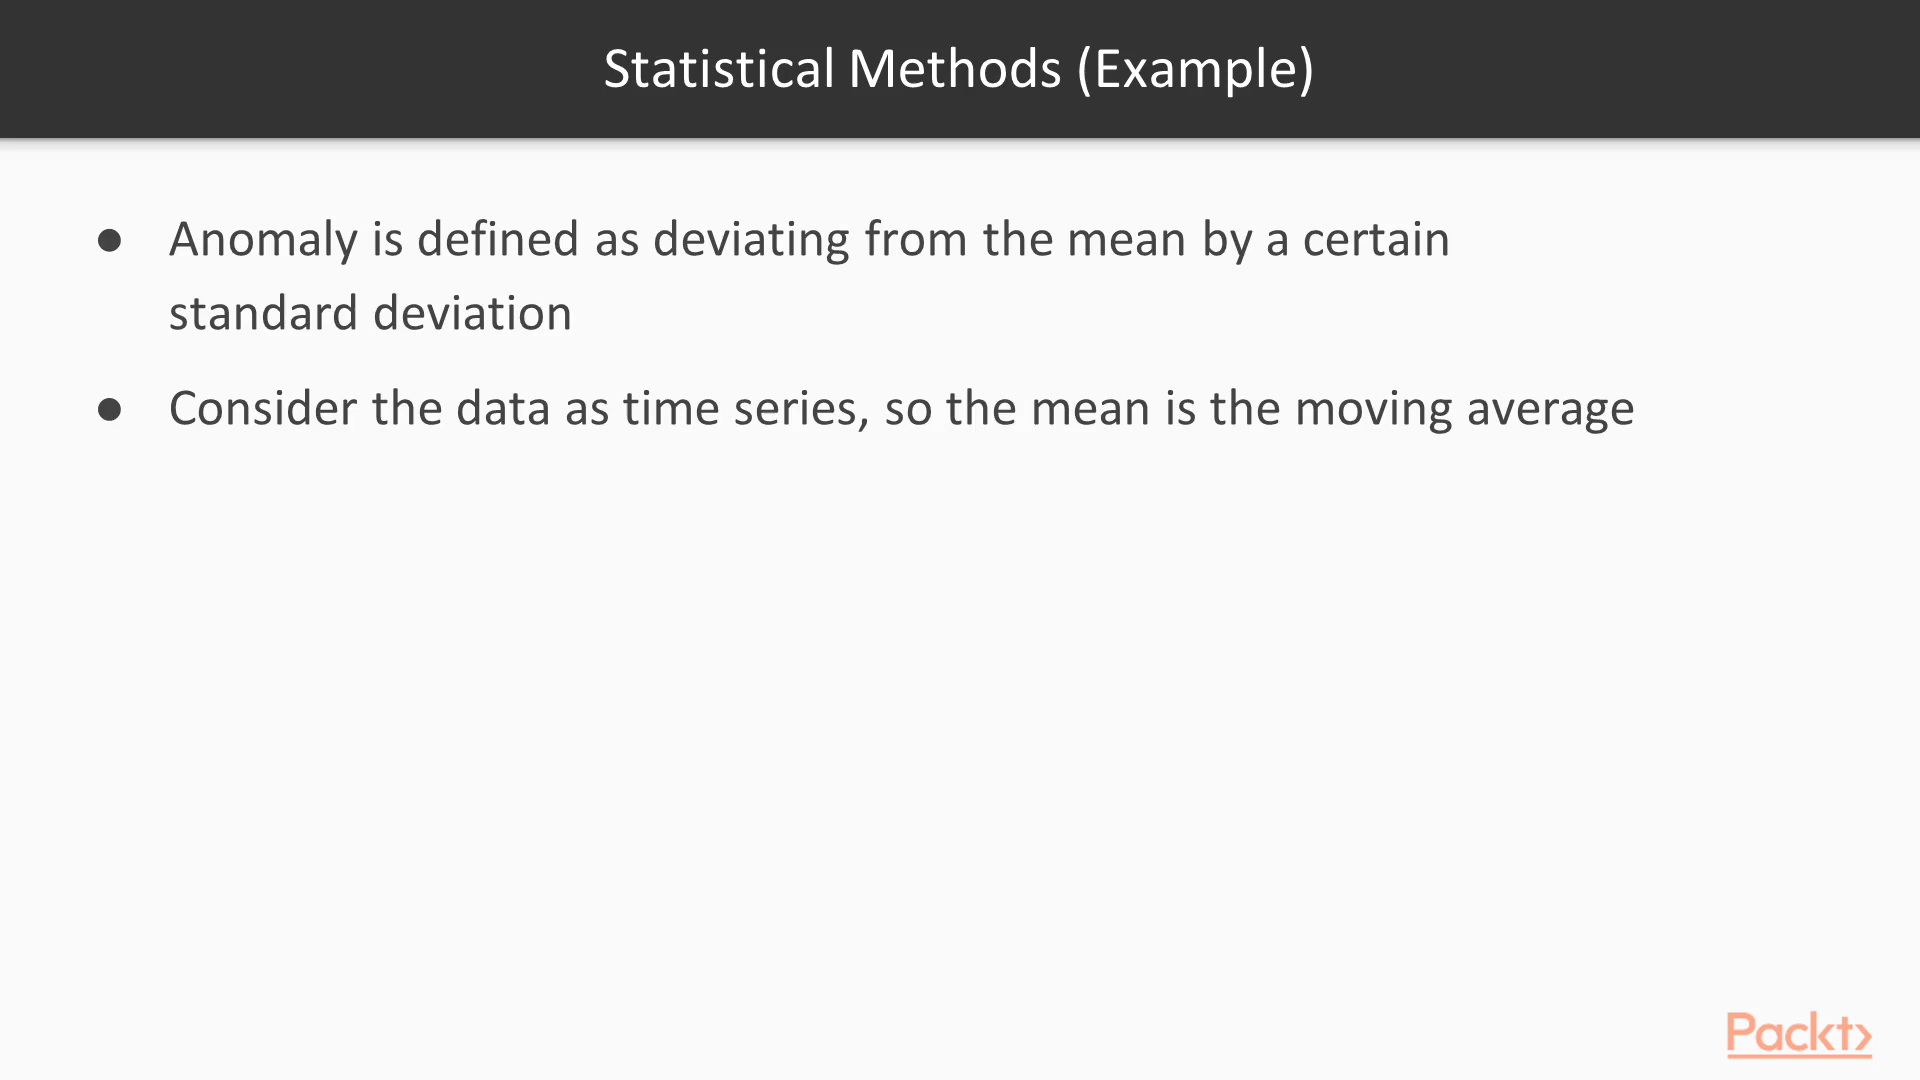 Statistical Methods (Example)
● Anomaly is defined as deviating from the mean by a certain
standard deviation
● Consider the data as time series, so the mean is the moving average
Packt>